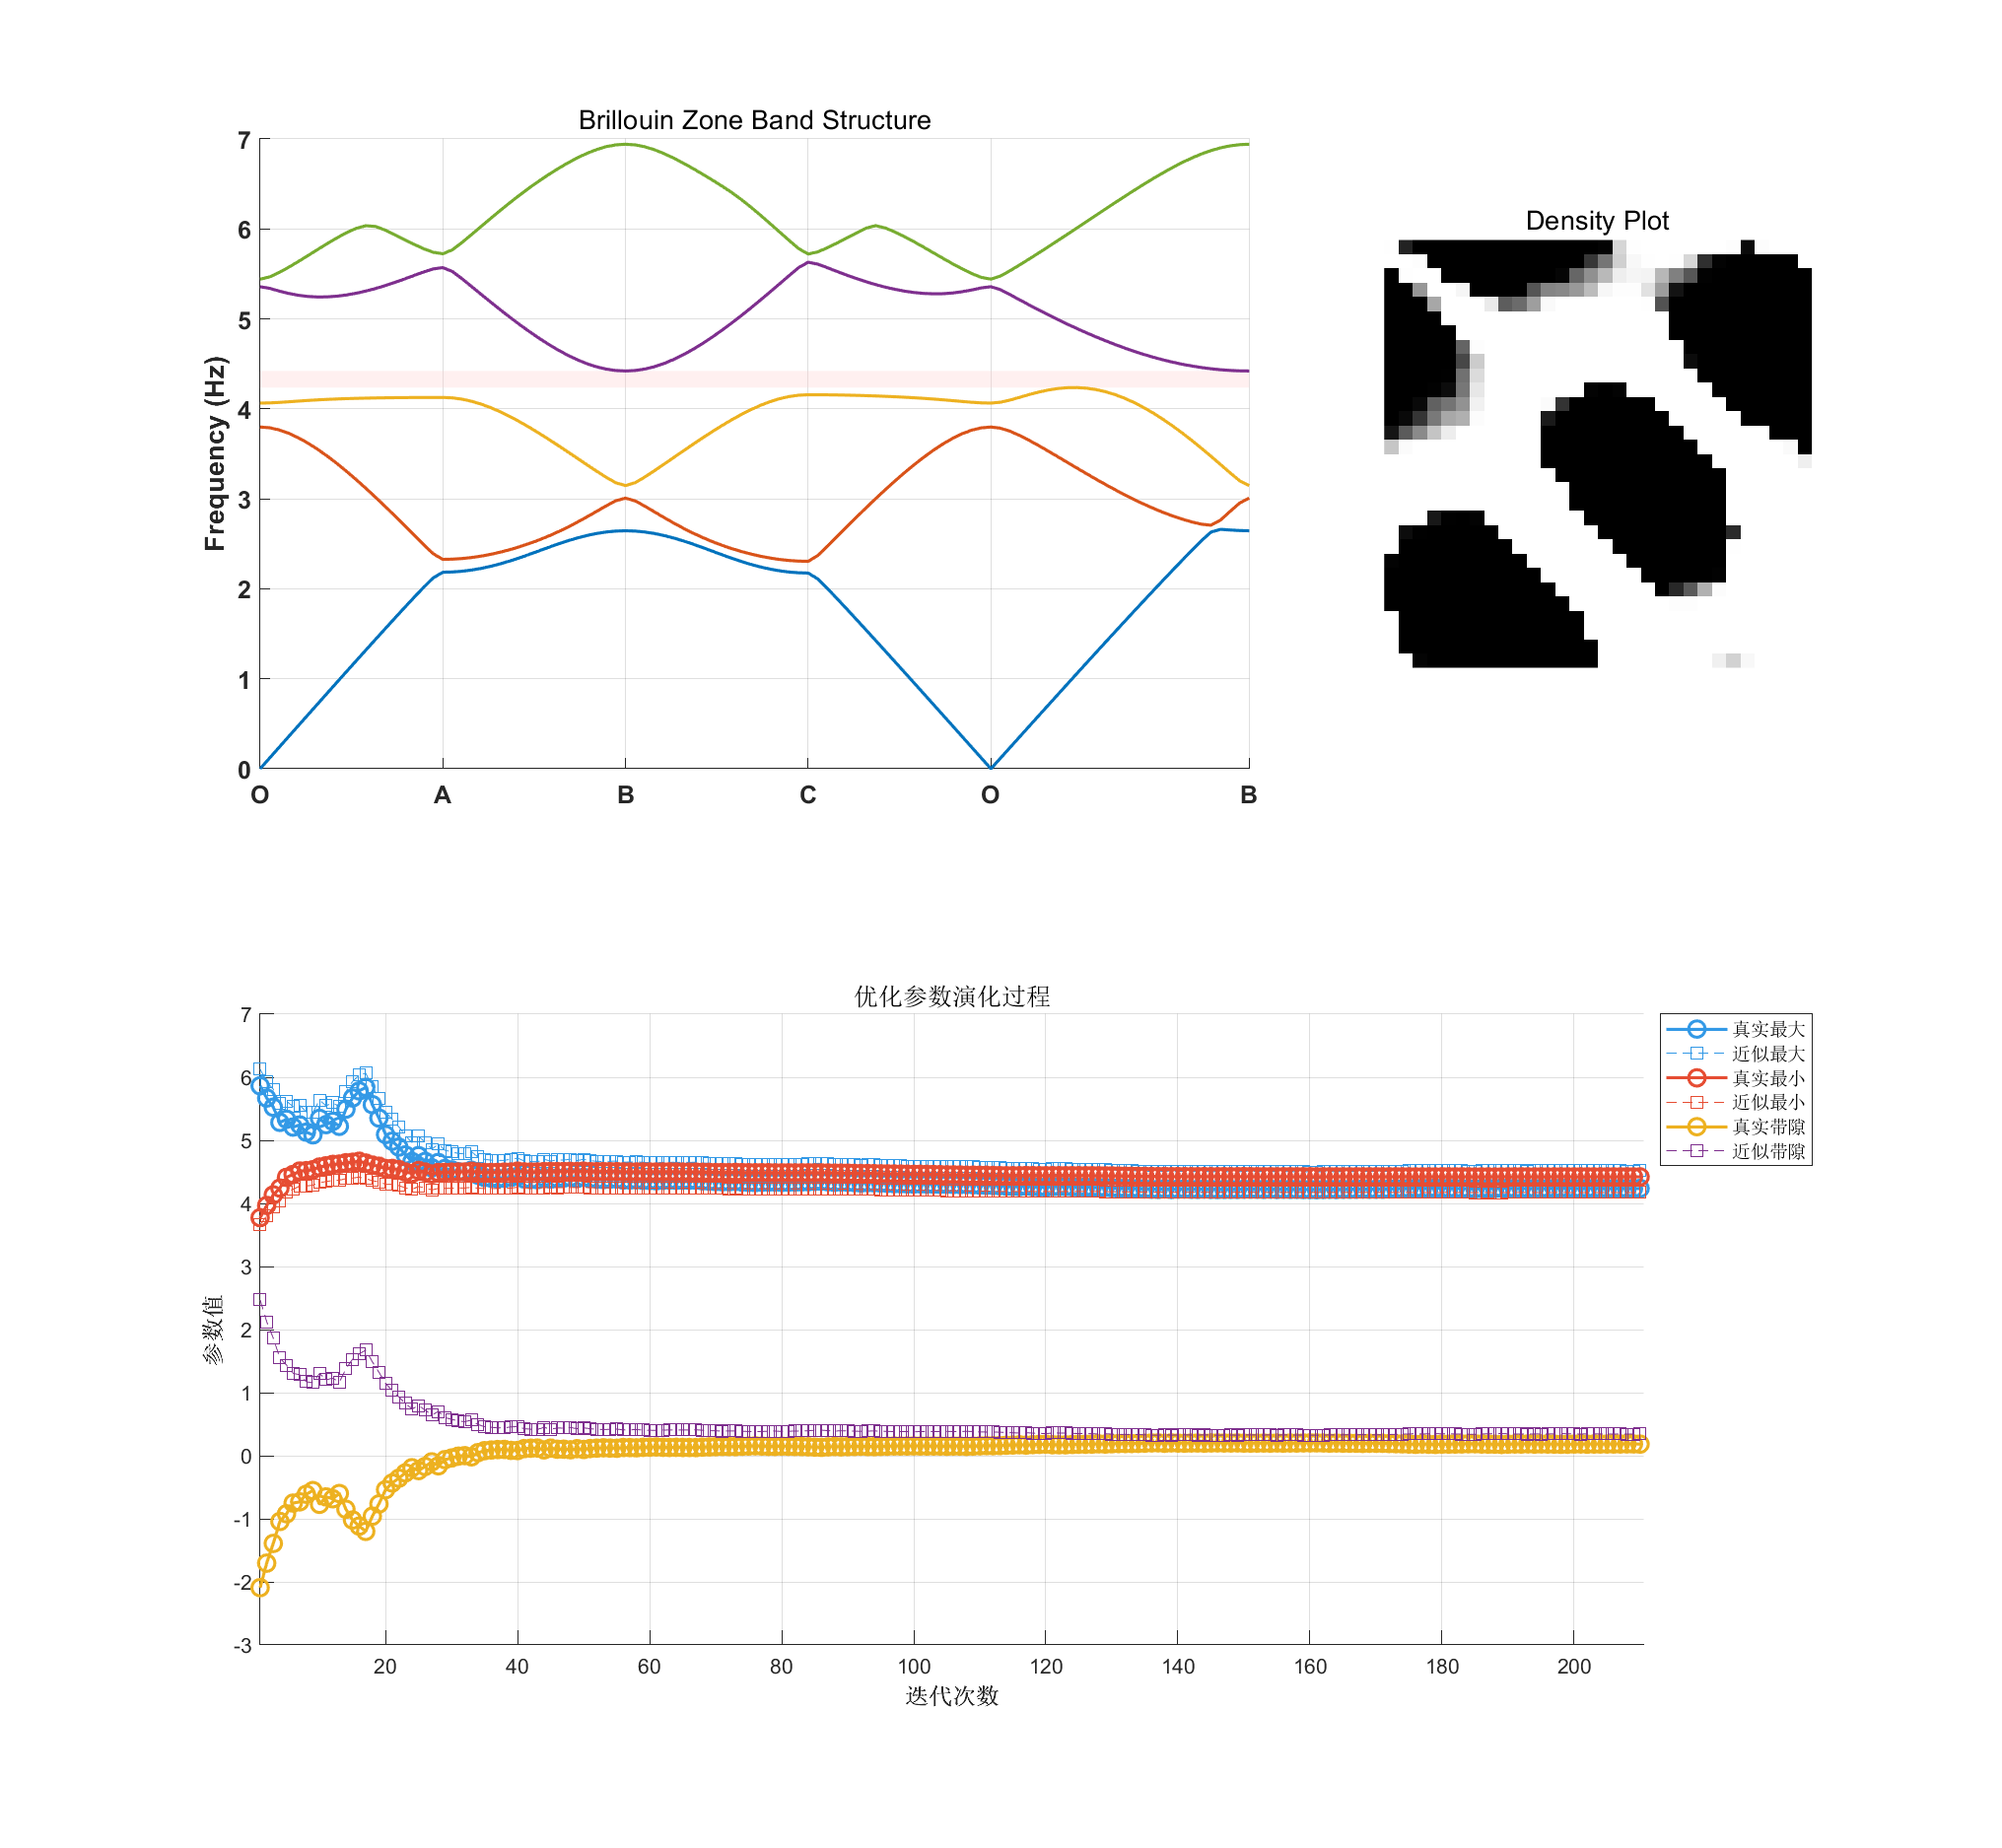 Brillouin Zone Band Structure
7
6
5
4
3
2
1
0
Frequency (Hz)
O A B C O B
Density Plot
优化参数演化过程
7
6
5
4
3
2
1
0
-1
-2
-3
参数值
20 40 60 80 100 120 140 160 180 200
迭代次数
真实最大
近似最大
真实最小
近似最小
真实带隙
近似带隙